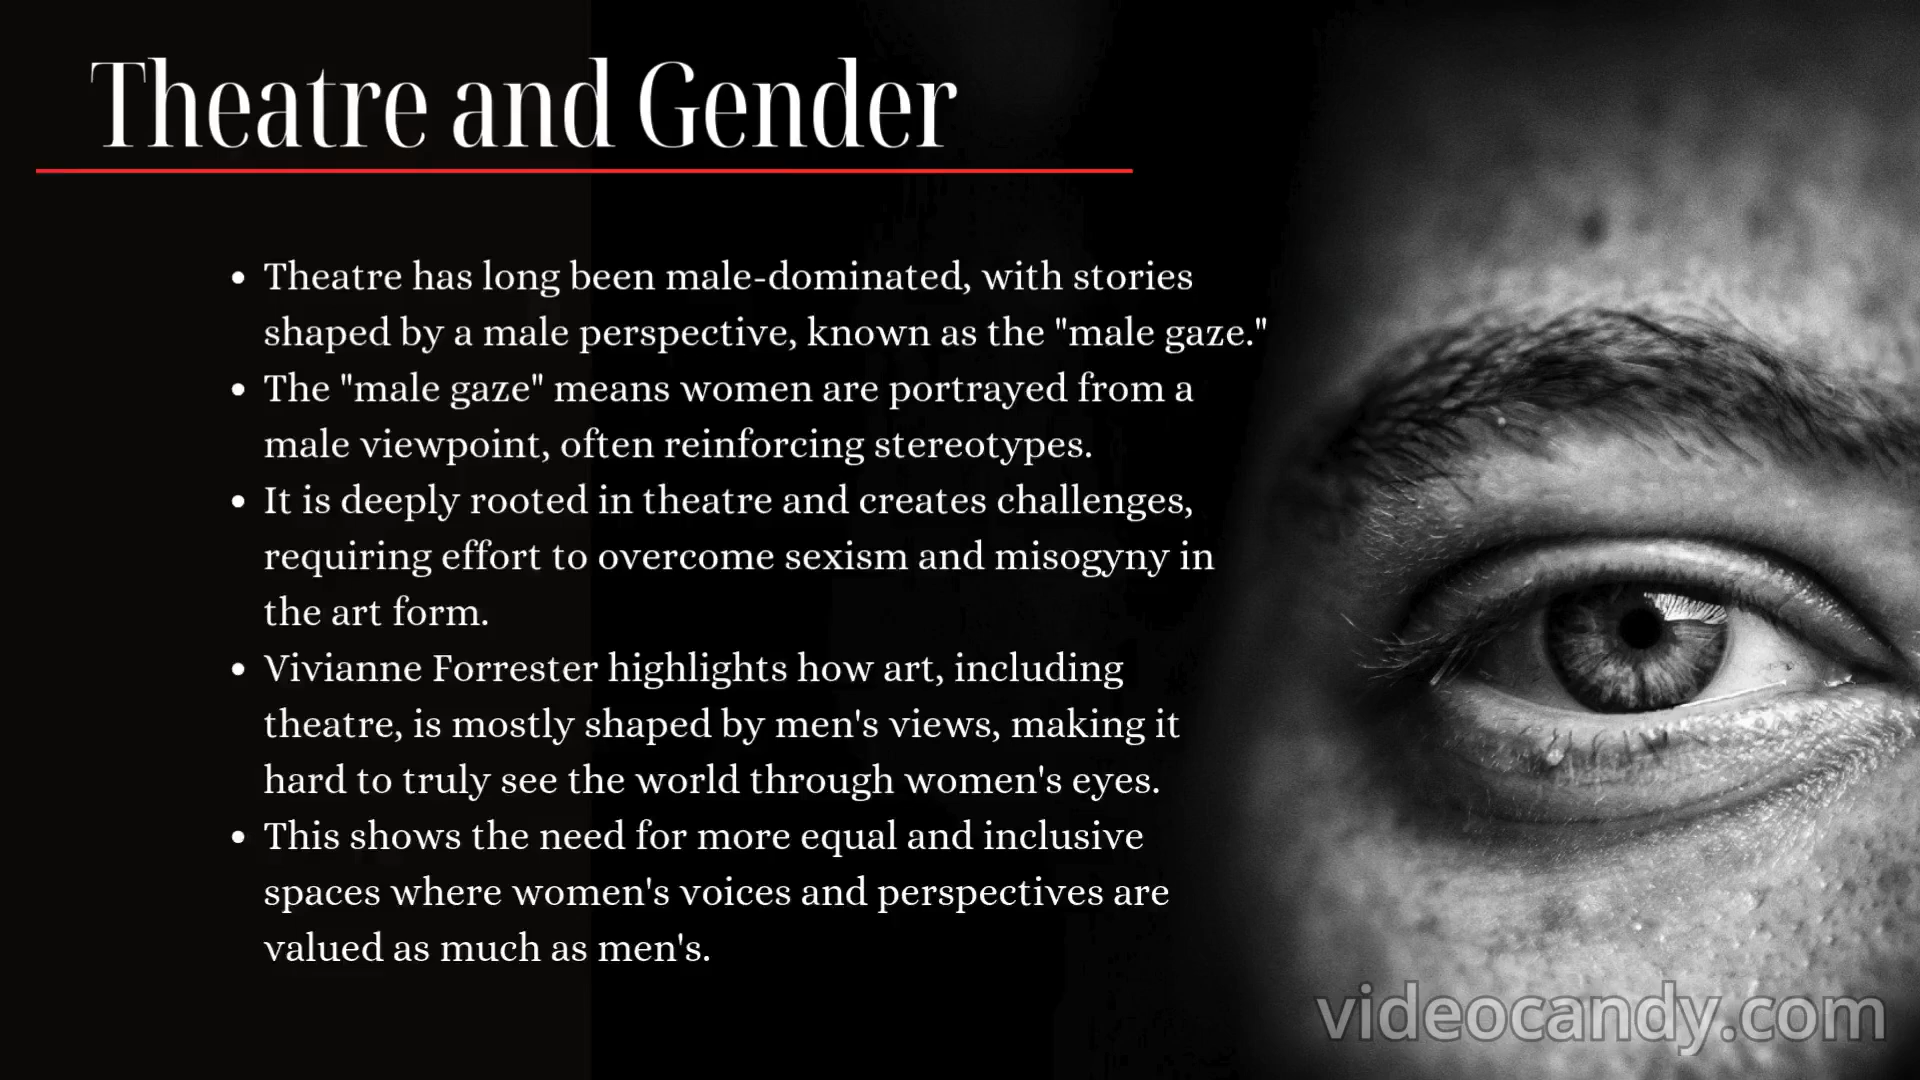 Theatre and Gender
• Theatre has long been male-dominated, with stories
shaped by a male perspective, known as the "male gaze."
• The "male gaze" means women are portrayed from a
male viewpoint, often reinforcing stereotypes.
• It is deeply rooted in theatre and creates challenges,
requiring effort to overcome sexism and misogyny in
the art form.
• Vivianne Forrester highlights how art, including
theatre, is mostly shaped by men's views, making it
hard to truly see the world through women's eyes.
• This shows the need for more equal and inclusive
spaces where women's voices and perspectives are
valued as much as men's.
videocandy.com